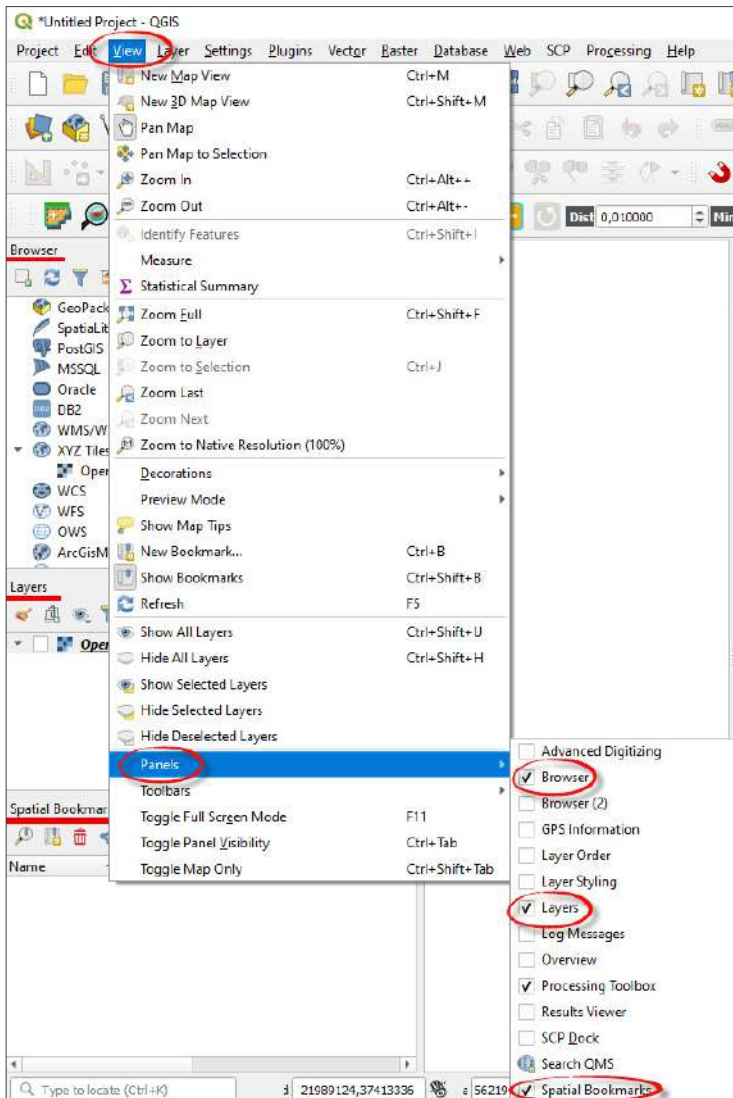 *Untitled Project - QGIS
Project Edit View Layer Settings Plugins Vector Raster Database Web SCP Processing Help
New Map View Ctrl+M
New 3D Map View Ctrl+Shift+M
Pan Map
Pan Map to Selection
Zoom In Ctrl+Alt++
Zoom Out Ctrl+Alt+-
Dist 0,010000
Identify Features Ctrl+Shift+I
Measure
Statistical Summary
Zoom Full Ctrl+Shift+F
Zoom to Layer
Zoom to Selection Ctrl+J
Zoom Last
Zoom Next
Zoom to Native Resolution (100%)
Decorations
Preview Mode
Show Map Tips
New Bookmark... Ctrl+B
Show Bookmarks Ctrl+Shift+B
Refresh F5
Show All Layers Ctrl+Shift+U
Hide All Layers Ctrl+Shift+H
Show Selected Layers
Hide Selected Layers
Hide Deselected Layers
Panels
Toolbars
Toggle Full Screen Mode F11
Toggle Panel Visibility Ctrl+Tab
Toggle Map Only Ctrl+Shift+Tab
Browser
GeoPack
SpatiaLit
PostGIS
MSSQL
Oracle
DB2
WMS/W
XYZ Tiles
Oper
WCS
WFS
OWS
ArcGisM
Layers
Oper
Spatial Bookmar
Name
Advanced Digitizing
Browser
Browser (2)
GPS Information
Layer Order
Layer Styling
Layers
Log Messages
Overview
Processing Toolbox
Results Viewer
SCP Dock
Search QMS
Spatial Bookmarks
Type to locate (Ctrl+K) 21989124,37413336 56219